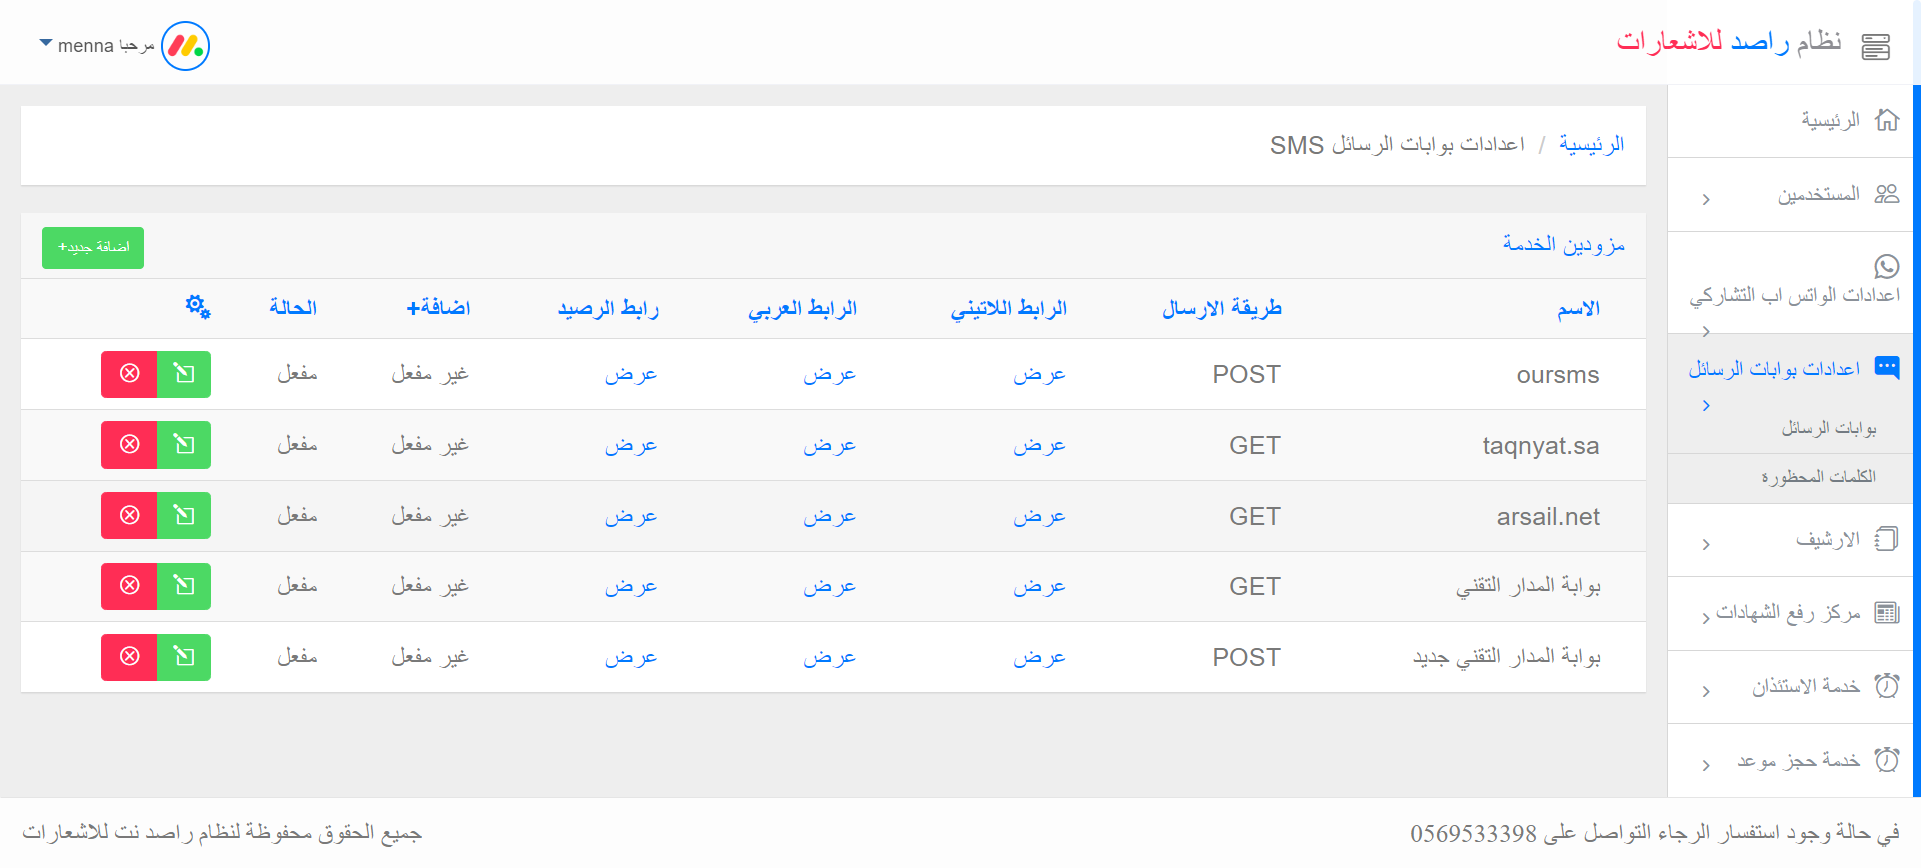 نظام راصد للاشعارات
مرحبا menna
الرئيسية
المستخدمين
اعدادات الواتس اب التشاركي
اعدادات بوابات الرسائل
بوابات الرسائل
الكلمات المحظورة
الارشيف
مركز رفع الشهادات
خدمة الاستئذان
خدمة حجز موعد
الرئيسية / اعدادات بوابات الرسائل SMS
مزودين الخدمة
اضافة جديد+
الاسم طريقة الارسال الرابط اللاتيني الرابط العربي رابط الرصيد اضافة+ الحالة
oursms POST عرض عرض عرض غير مفعل مفعل
taqnyat.sa GET عرض عرض عرض غير مفعل مفعل
arsail.net GET عرض عرض عرض غير مفعل مفعل
بوابة المدار التقني GET عرض عرض عرض غير مفعل مفعل
بوابة المدار التقني جديد POST عرض عرض عرض غير مفعل مفعل
في حالة وجود استفسار الرجاء التواصل على 0569533398
جميع الحقوق محفوظة لنظام راصد نت للاشعارات